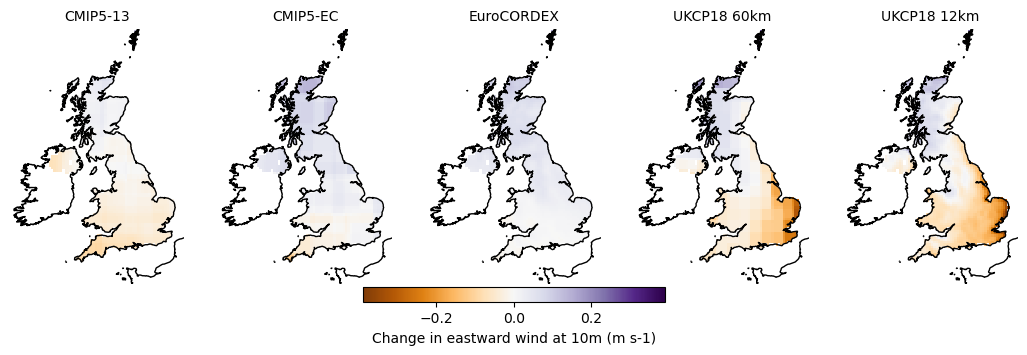 CMIP5-13 CMIP5-EC EuroCORDEX UKCP18 60km UKCP18 12km
−0.2 0.0 0.2
Change in eastward wind at 10m (m s-1)